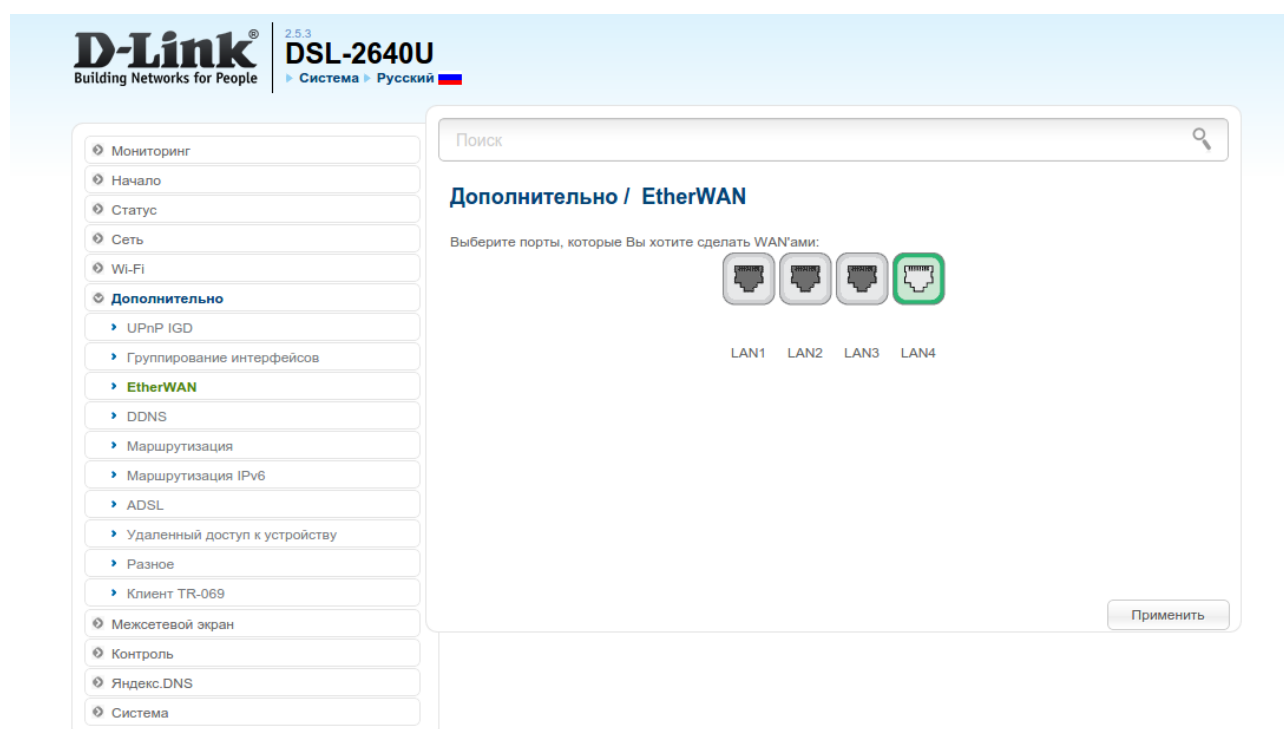 D-Link®
Building Networks for People
2.5.3
DSL-2640U
Система Русский
Мониторинг
Начало
Статус
Сеть
Wi-Fi
Дополнительно
UPnP IGD
Группирование интерфейсов
EtherWAN
DDNS
Маршрутизация
Маршрутизация IPv6
ADSL
Удаленный доступ к устройству
Разное
Клиент TR-069
Межсетевой экран
Контроль
Яндекс.DNS
Система
Поиск
Дополнительно / EtherWAN
Выберите порты, которые Вы хотите сделать WAN'ами:
LAN1 LAN2 LAN3 LAN4
Применить